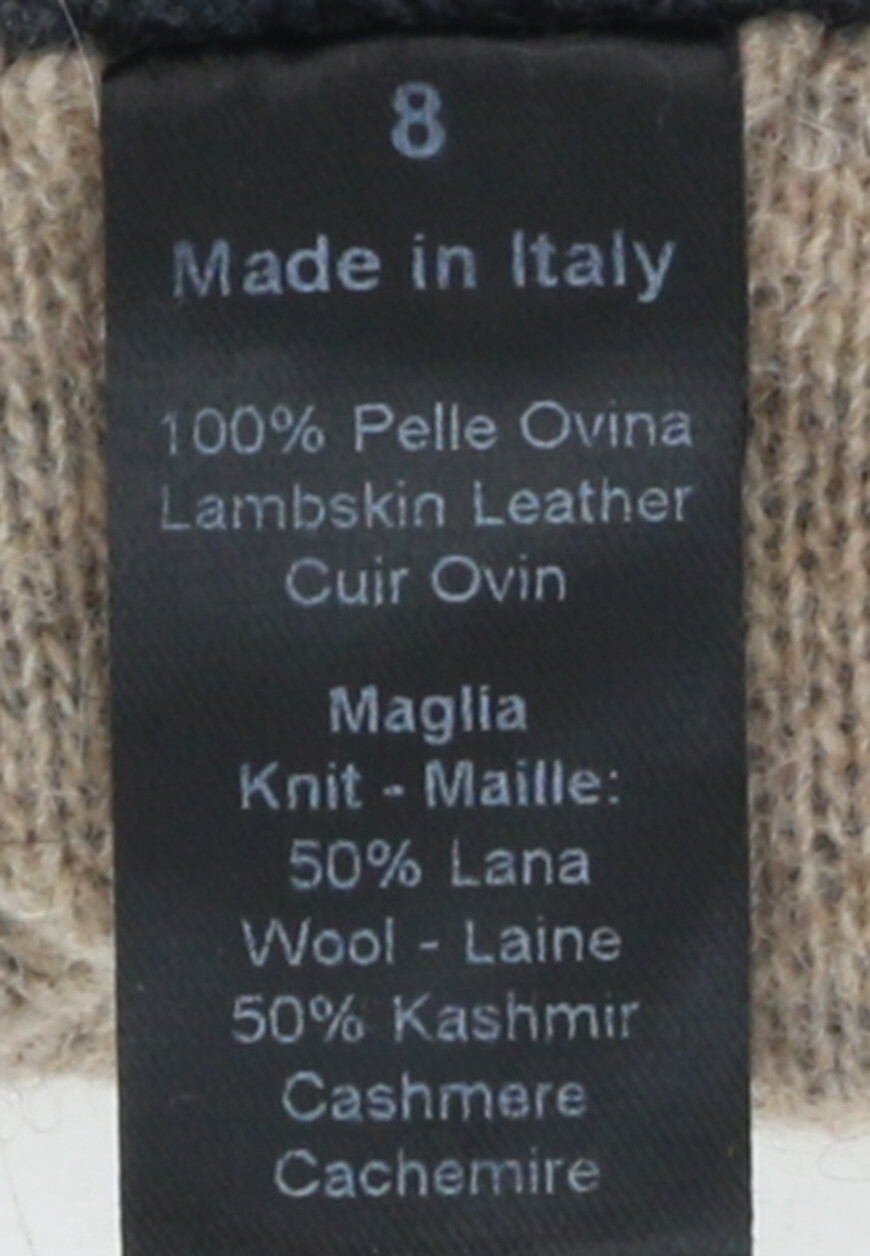 8
Made in Italy
100% Pelle Ovina
Lambskin Leather
Cuir Ovin
Maglia
Knit - Maille:
50% Lana
Wool - Laine
50% Kashmir
Cashmere
Cachemire